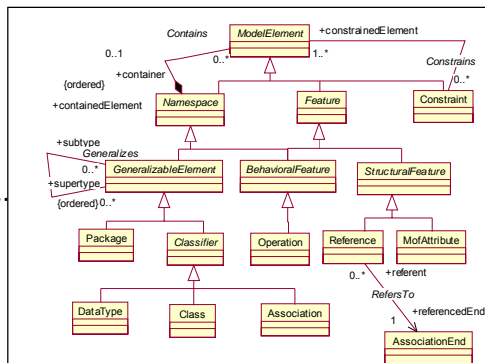 Contains
ModelElement
+constrainedElement
0..1
0..*
1..*
Constrains
+container
0..*
{ordered}
+containedElement
Namespace
Feature
Constraint
+subtype
Generalizes
0..*
GeneralizableElement
BehavioralFeature
StructuralFeature
+supertype
{ordered}
0..*
Package
Classifier
Operation
Reference
MofAttribute
0..*
+referent
RefersTo
DataType
Class
Association
1
+referencedEnd
AssociationEnd